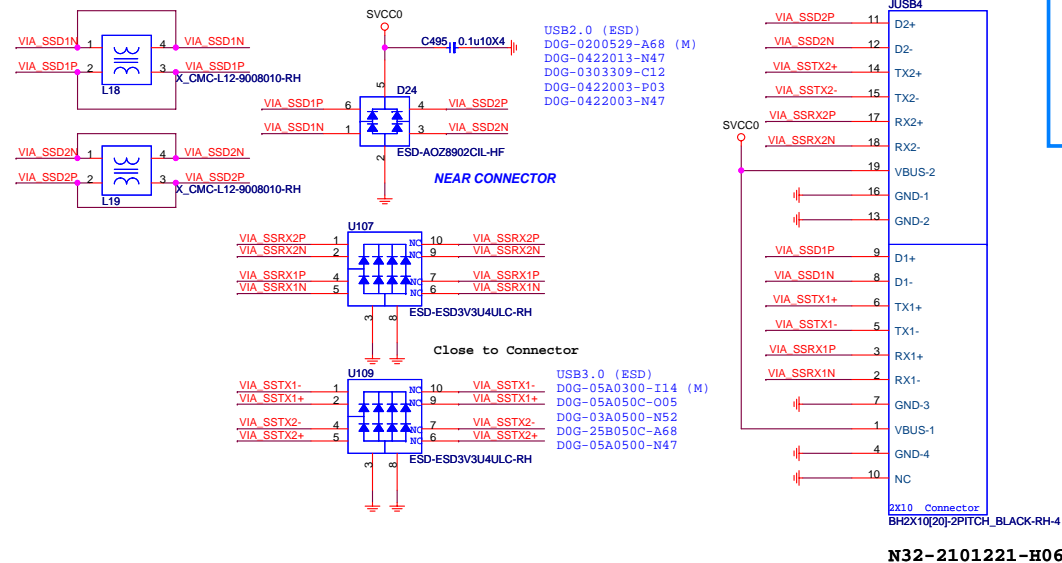 VIA_SSD1N 1 4 VIA_SSD1N
VIA_SSD1P 2 3 VIA_SSD1P
L18
X_CMC-L12-9008010-RH
VIA_SSD2N 1 4 VIA_SSD2N
VIA_SSD2P 2 3 VIA_SSD2P
L19
X_CMC-L12-9008010-RH
SVCC0
C495 0.1u10X4
5
D24
VIA_SSD1P 6 4 VIA_SSD2P
VIA_SSD1N 1 3 VIA_SSD2N
2
ESD-AOZ8902CIL-HF
NEAR CONNECTOR
USB2.0 (ESD)
D0G-0200529-A68 (M)
D0G-0422013-N47
D0G-0303309-C12
D0G-0422003-P03
D0G-0422003-N47
U107
VIA_SSRX2P 1 NC 10 VIA_SSRX2P
VIA_SSRX2N 2 NC 9 VIA_SSRX2N
VIA_SSRX1P 4 NC 7 VIA_SSRX1P
VIA_SSRX1N 5 NC 6 VIA_SSRX1N
3 8
ESD-ESD3V3U4ULC-RH
Close to Connector
U109
VIA_SSTX1- 1 NC 10 VIA_SSTX1-
VIA_SSTX1+ 2 NC 9 VIA_SSTX1+
VIA_SSTX2- 4 NC 7 VIA_SSTX2-
VIA_SSTX2+ 5 NC 6 VIA_SSTX2+
3 8
ESD-ESD3V3U4ULC-RH
USB3.0 (ESD)
D0G-05A0300-I14 (M)
D0G-05A050C-O05
D0G-03A0500-N52
D0G-25B050C-A68
D0G-05A0500-N47
JUSB4
VIA_SSD2P 11 D2+
VIA_SSD2N 12 D2-
VIA_SSTX2+ 14 TX2+
VIA_SSTX2- 15 TX2-
VIA_SSRX2P 17 RX2+
VIA_SSRX2N 18 RX2-
SVCC0
19 VBUS-2
16 GND-1
13 GND-2
VIA_SSD1P 9 D1+
VIA_SSD1N 8 D1-
VIA_SSTX1+ 6 TX1+
VIA_SSTX1- 5 TX1-
VIA_SSRX1P 3 RX1+
VIA_SSRX1N 2 RX1-
7 GND-3
1 VBUS-1
4 GND-4
10 NC
2X10 Connector
BH2X10[20]-2PITCH_BLACK-RH-4
N32-2101221-H06